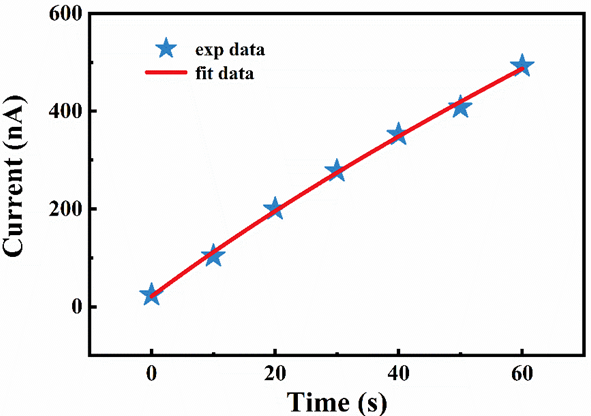 600
400
200
0
Current (nA)
exp data
fit data
0 20 40 60
Time (s)